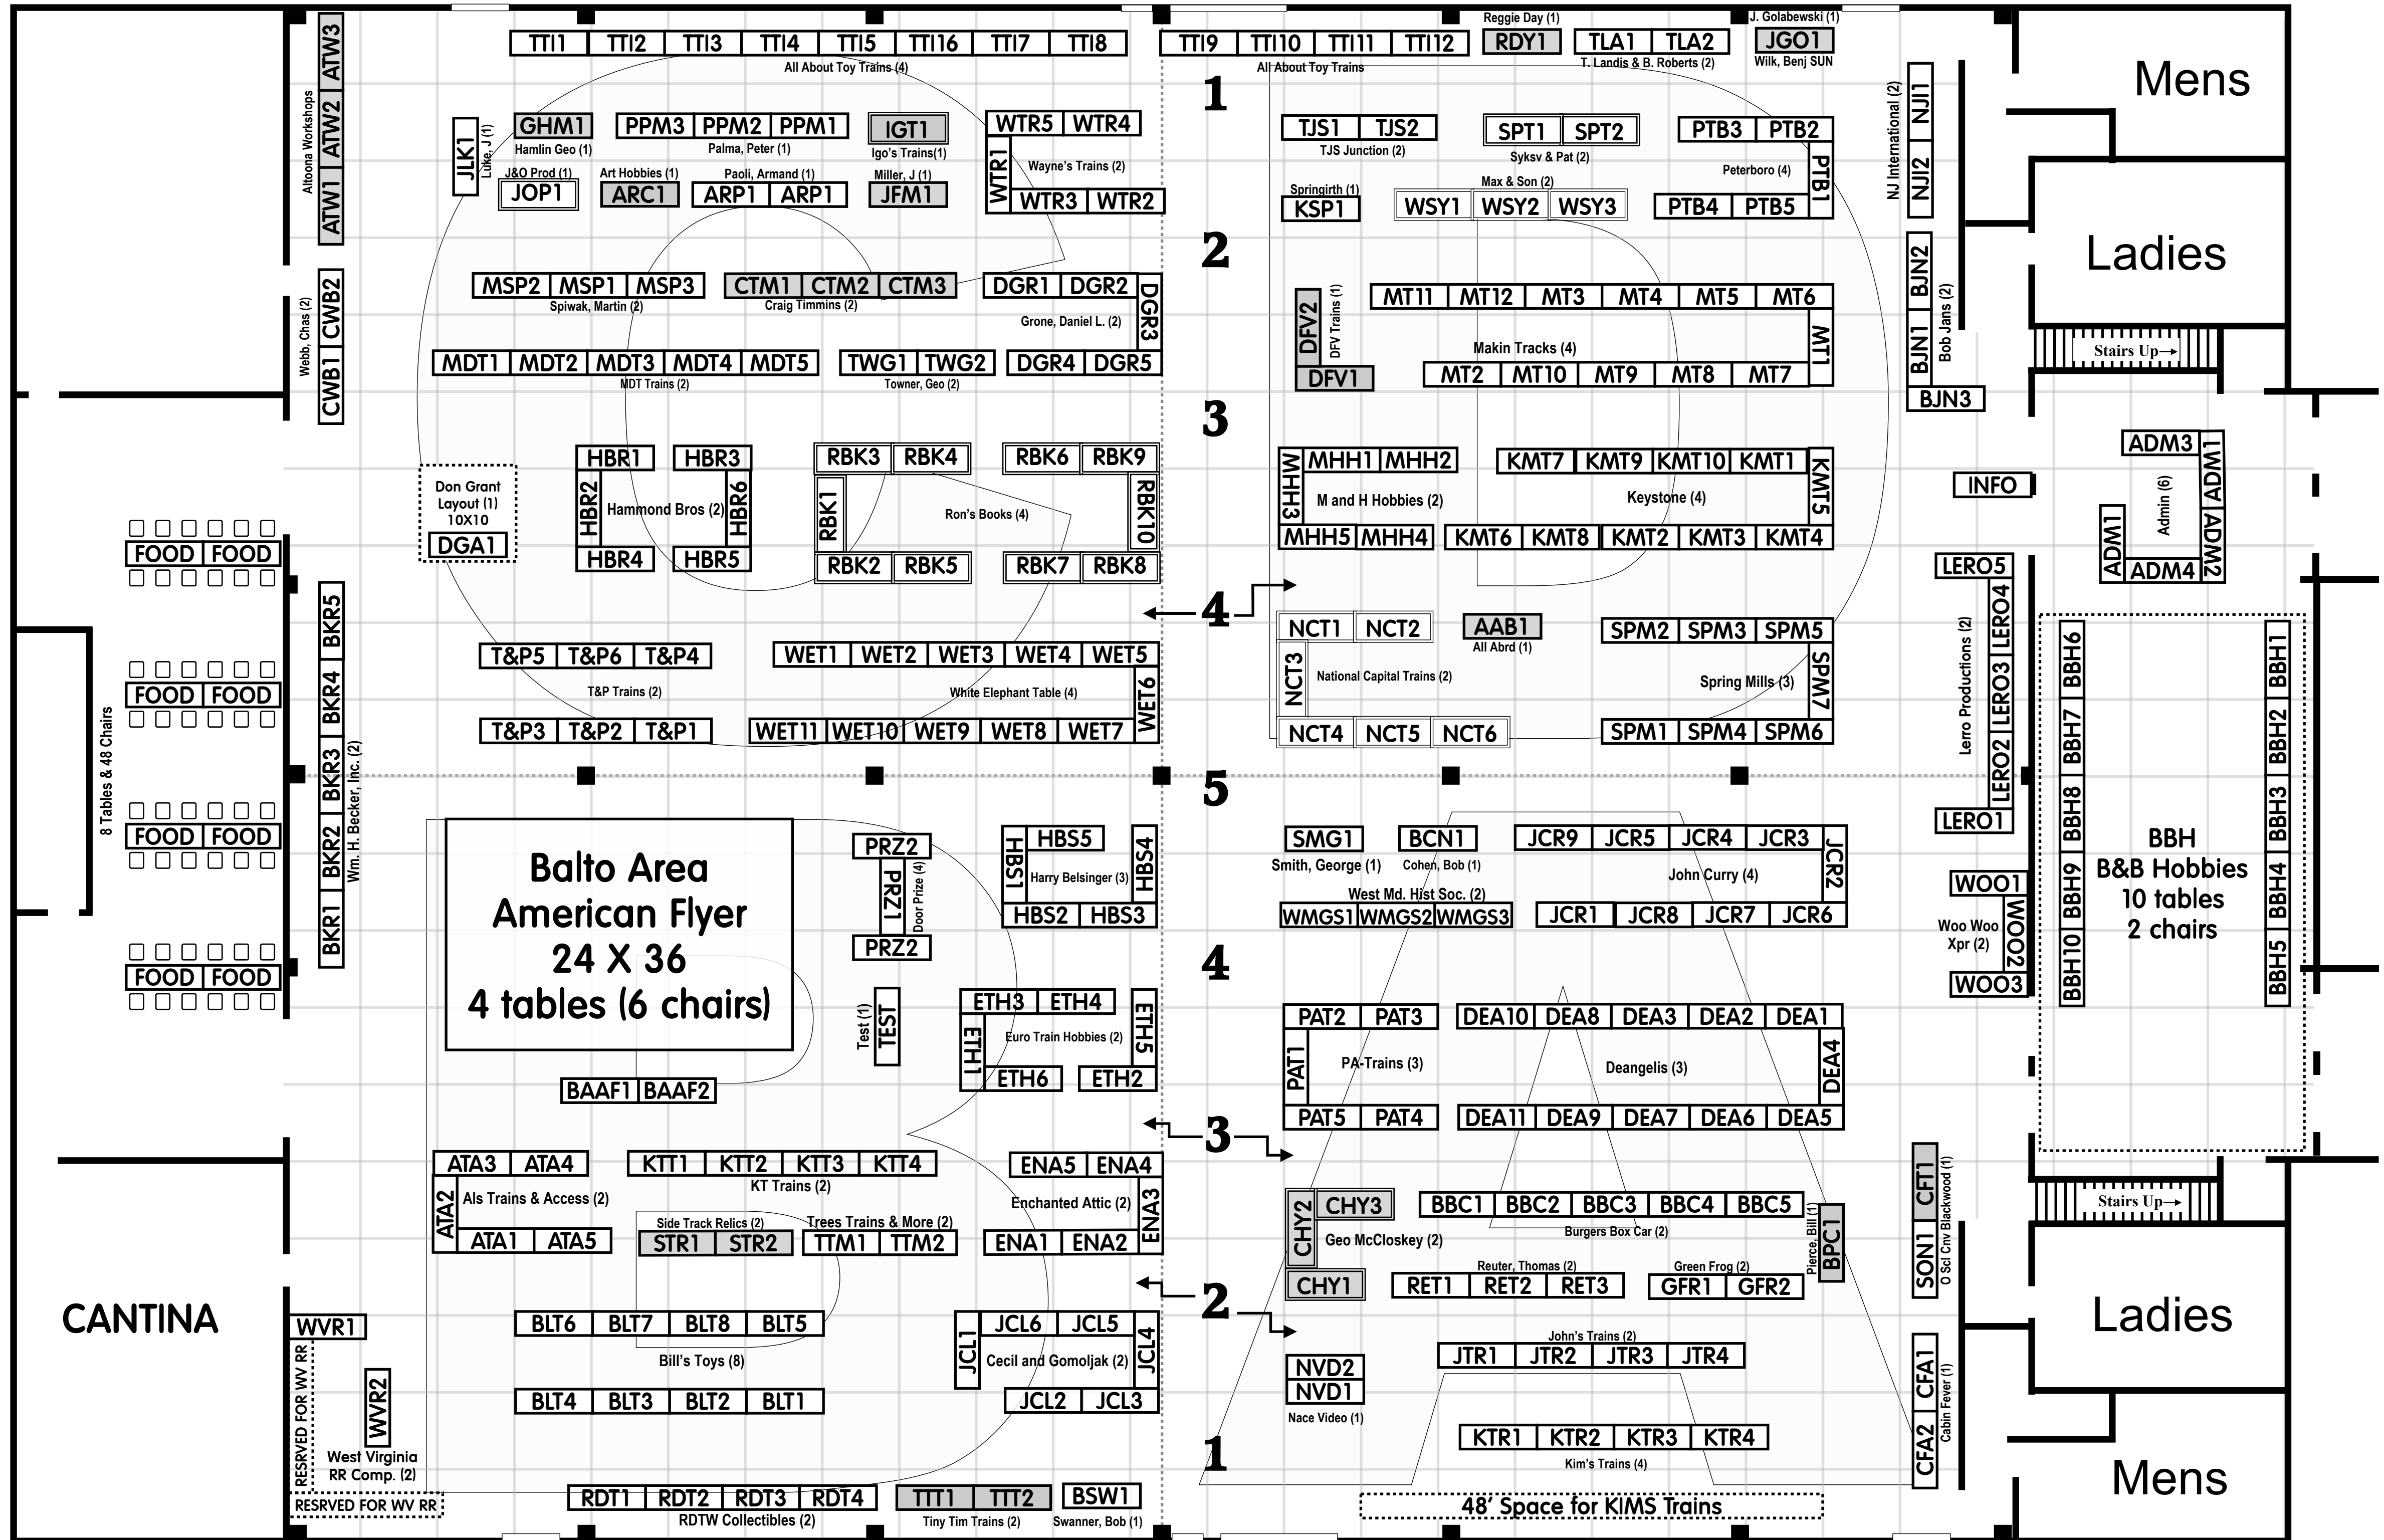 TTI1 TTI2 TTI3 TTI4 TTI5 TTI16 TTI7 TTI8
All About Toy Trains (4)
TTI9 TTI10 TTI11 TTI12
All About Toy Trains
Reggie Day (1)
RDY1
TLA1 TLA2
T. Landis & B. Roberts (2)
J. Golabewski (1)
JGO1
Wilk, Benj SUN
Mens
ATW3
ATW2
ATW1
Altoona Workshops
JLK1
Luke, J (1)
GHM1
Hamlin Geo (1)
PPM3 PPM2 PPM1
Palma, Peter (1)
IGT1
Igo's Trains(1)
WTR5 WTR4
WTR1
Wayne's Trains (2)
WTR3 WTR2
J&O Prod (1)
JOP1
Art Hobbies (1)
ARC1
Paoli, Armand (1)
ARP1 ARP1
Miller, J (1)
JFM1
1
TJS1 TJS2
TJS Junction (2)
SPT1 SPT2
Syksv & Pat (2)
PTB3 PTB2
PTB1
Peterboro (4)
PTB4 PTB5
Springirth (1)
KSP1
Max & Son (2)
WSY1 WSY2 WSY3
NJ International (2)
NJI1
NJI2
Ladies
2
CWB2
CWB1
Webb, Chas (2)
MSP2 MSP1 MSP3
Spiwak, Martin (2)
CTM1 CTM2 CTM3
Craig Timmins (2)
DGR1 DGR2
DGR3
Grone, Daniel L. (2)
DGR4 DGR5
MDT1 MDT2 MDT3 MDT4 MDT5
MDT Trains (2)
TWG1 TWG2
Towner, Geo (2)
DFV2
DFV Trains (1)
DFV1
MT11 MT12 MT3 MT4 MT5 MT6
MT1
Makin Tracks (4)
MT2 MT10 MT9 MT8 MT7
BJN2
BJN1
Bob Jans (2)
BJN3
Stairs Up
3
Don Grant
Layout (1)
10X10
DGA1
HBR1 HBR3
HBR2
Hammond Bros (2)
HBR6
HBR4 HBR5
RBK3 RBK4
RBK6 RBK9
RBK1
Ron's Books (4)
RBK10
RBK2 RBK5
RBK7 RBK8
MHH1 MHH2
MHH3
M and H Hobbies (2)
MHH5 MHH4
KMT7 KMT9 KMT10 KMT1
Keystone (4)
KMT5
KMT6 KMT8 KMT2 KMT3 KMT4
INFO
ADM3
LWDA
Admin (6)
ADW1
ADM4
ADM2
FOOD FOOD
FOOD FOOD
FOOD FOOD
FOOD FOOD
8 Tables & 48 Chairs
BKR5
BKR4
BKR3
BKR2
BKR1
Wm. H. Becker, Inc. (2)
4
T&P5 T&P6 T&P4
T&P Trains (2)
T&P3 T&P2 T&P1
WET1 WET2 WET3 WET4 WET5
WET6
White Elephant Table (4)
WET11 WET10 WET9 WET8 WET7
NCT1 NCT2
NCT3
National Capital Trains (2)
NCT4 NCT5 NCT6
AAB1
All Abrd (1)
SPM2 SPM3 SPM5
Spring Mills (3)
SPM7
SPM1 SPM4 SPM6
LERO5
LERO4
LERO3
LERO2
LERO1
Lerro Productions (2)
BBH6
BBH7
BBH8
BBH9
BBH10
BBH1
BBH2
BBH3
BBH4
BBH5
BBH
B&B Hobbies
10 tables
2 chairs
5
Balto Area
American Flyer
24 X 36
4 tables (6 chairs)
PRZ2
PRZ1
Door Prize (4)
PRZ2
HBS5
HBS1
Harry Belsinger (3)
HBS4
HBS2 HBS3
SMG1
Smith, George (1)
BCN1
Cohen, Bob (1)
JCR9 JCR5 JCR4 JCR3
JCR2
John Curry (4)
JCR1 JCR8 JCR7 JCR6
West Md. Hist Soc. (2)
WMGS1 WMGS2 WMGS3
WOO1
WOO2
Woo Woo
Xpr (2)
WOO3
4
Test (1)
TEST
ETH3 ETH4
ETH1
Euro Train Hobbies (2)
ETH5
ETH6 ETH2
BAAF1 BAAF2
PAT2 PAT3
PAT1
PA-Trains (3)
PAT5 PAT4
DEA10 DEA8 DEA3 DEA2 DEA1
Deangelis (3)
DEA4
DEA11 DEA9 DEA7 DEA6 DEA5
3
ATA3 ATA4
ATA2
Als Trains & Access (2)
ATA1 ATA5
KTT1 KTT2 KTT3 KTT4
KT Trains (2)
Side Track Relics (2)
STR1 STR2
Trees Trains & More (2)
TTM1 TTM2
ENA5 ENA4
Enchanted Attic (2)
ENA3
ENA1 ENA2
CHY2
CHY3
Geo McCloskey (2)
CHY1
BBC1 BBC2 BBC3 BBC4 BBC5
Burgers Box Car (2)
Pierce, Bill (1)
BPC1
Reuter, Thomas (2)
RET1 RET2 RET3
Green Frog (2)
GFR1 GFR2
CFT1
SON1
O Scl Cnv Blackwood (1)
Stairs Up
Ladies
2
CANTINA
WVR1
RESRVED FOR WV RR
WVR2
West Virginia
RR Comp. (2)
RESRVED FOR WV RR
BLT6 BLT7 BLT8 BLT5
Bill's Toys (8)
BLT4 BLT3 BLT2 BLT1
JCL6 JCL5
JCL1
Cecil and Gomoljak (2)
JCL4
JCL2 JCL3
NVD2
NVD1
Nace Video (1)
John's Trains (2)
JTR1 JTR2 JTR3 JTR4
KTR1 KTR2 KTR3 KTR4
Kim's Trains (4)
CFA1
CFA2
Cabin Fever (1)
Mens
1
RDT1 RDT2 RDT3 RDT4
RDTW Collectibles (2)
TTT1 TTT2
Tiny Tim Trains (2)
BSW1
Swanner, Bob (1)
48' Space for KIMS Trains